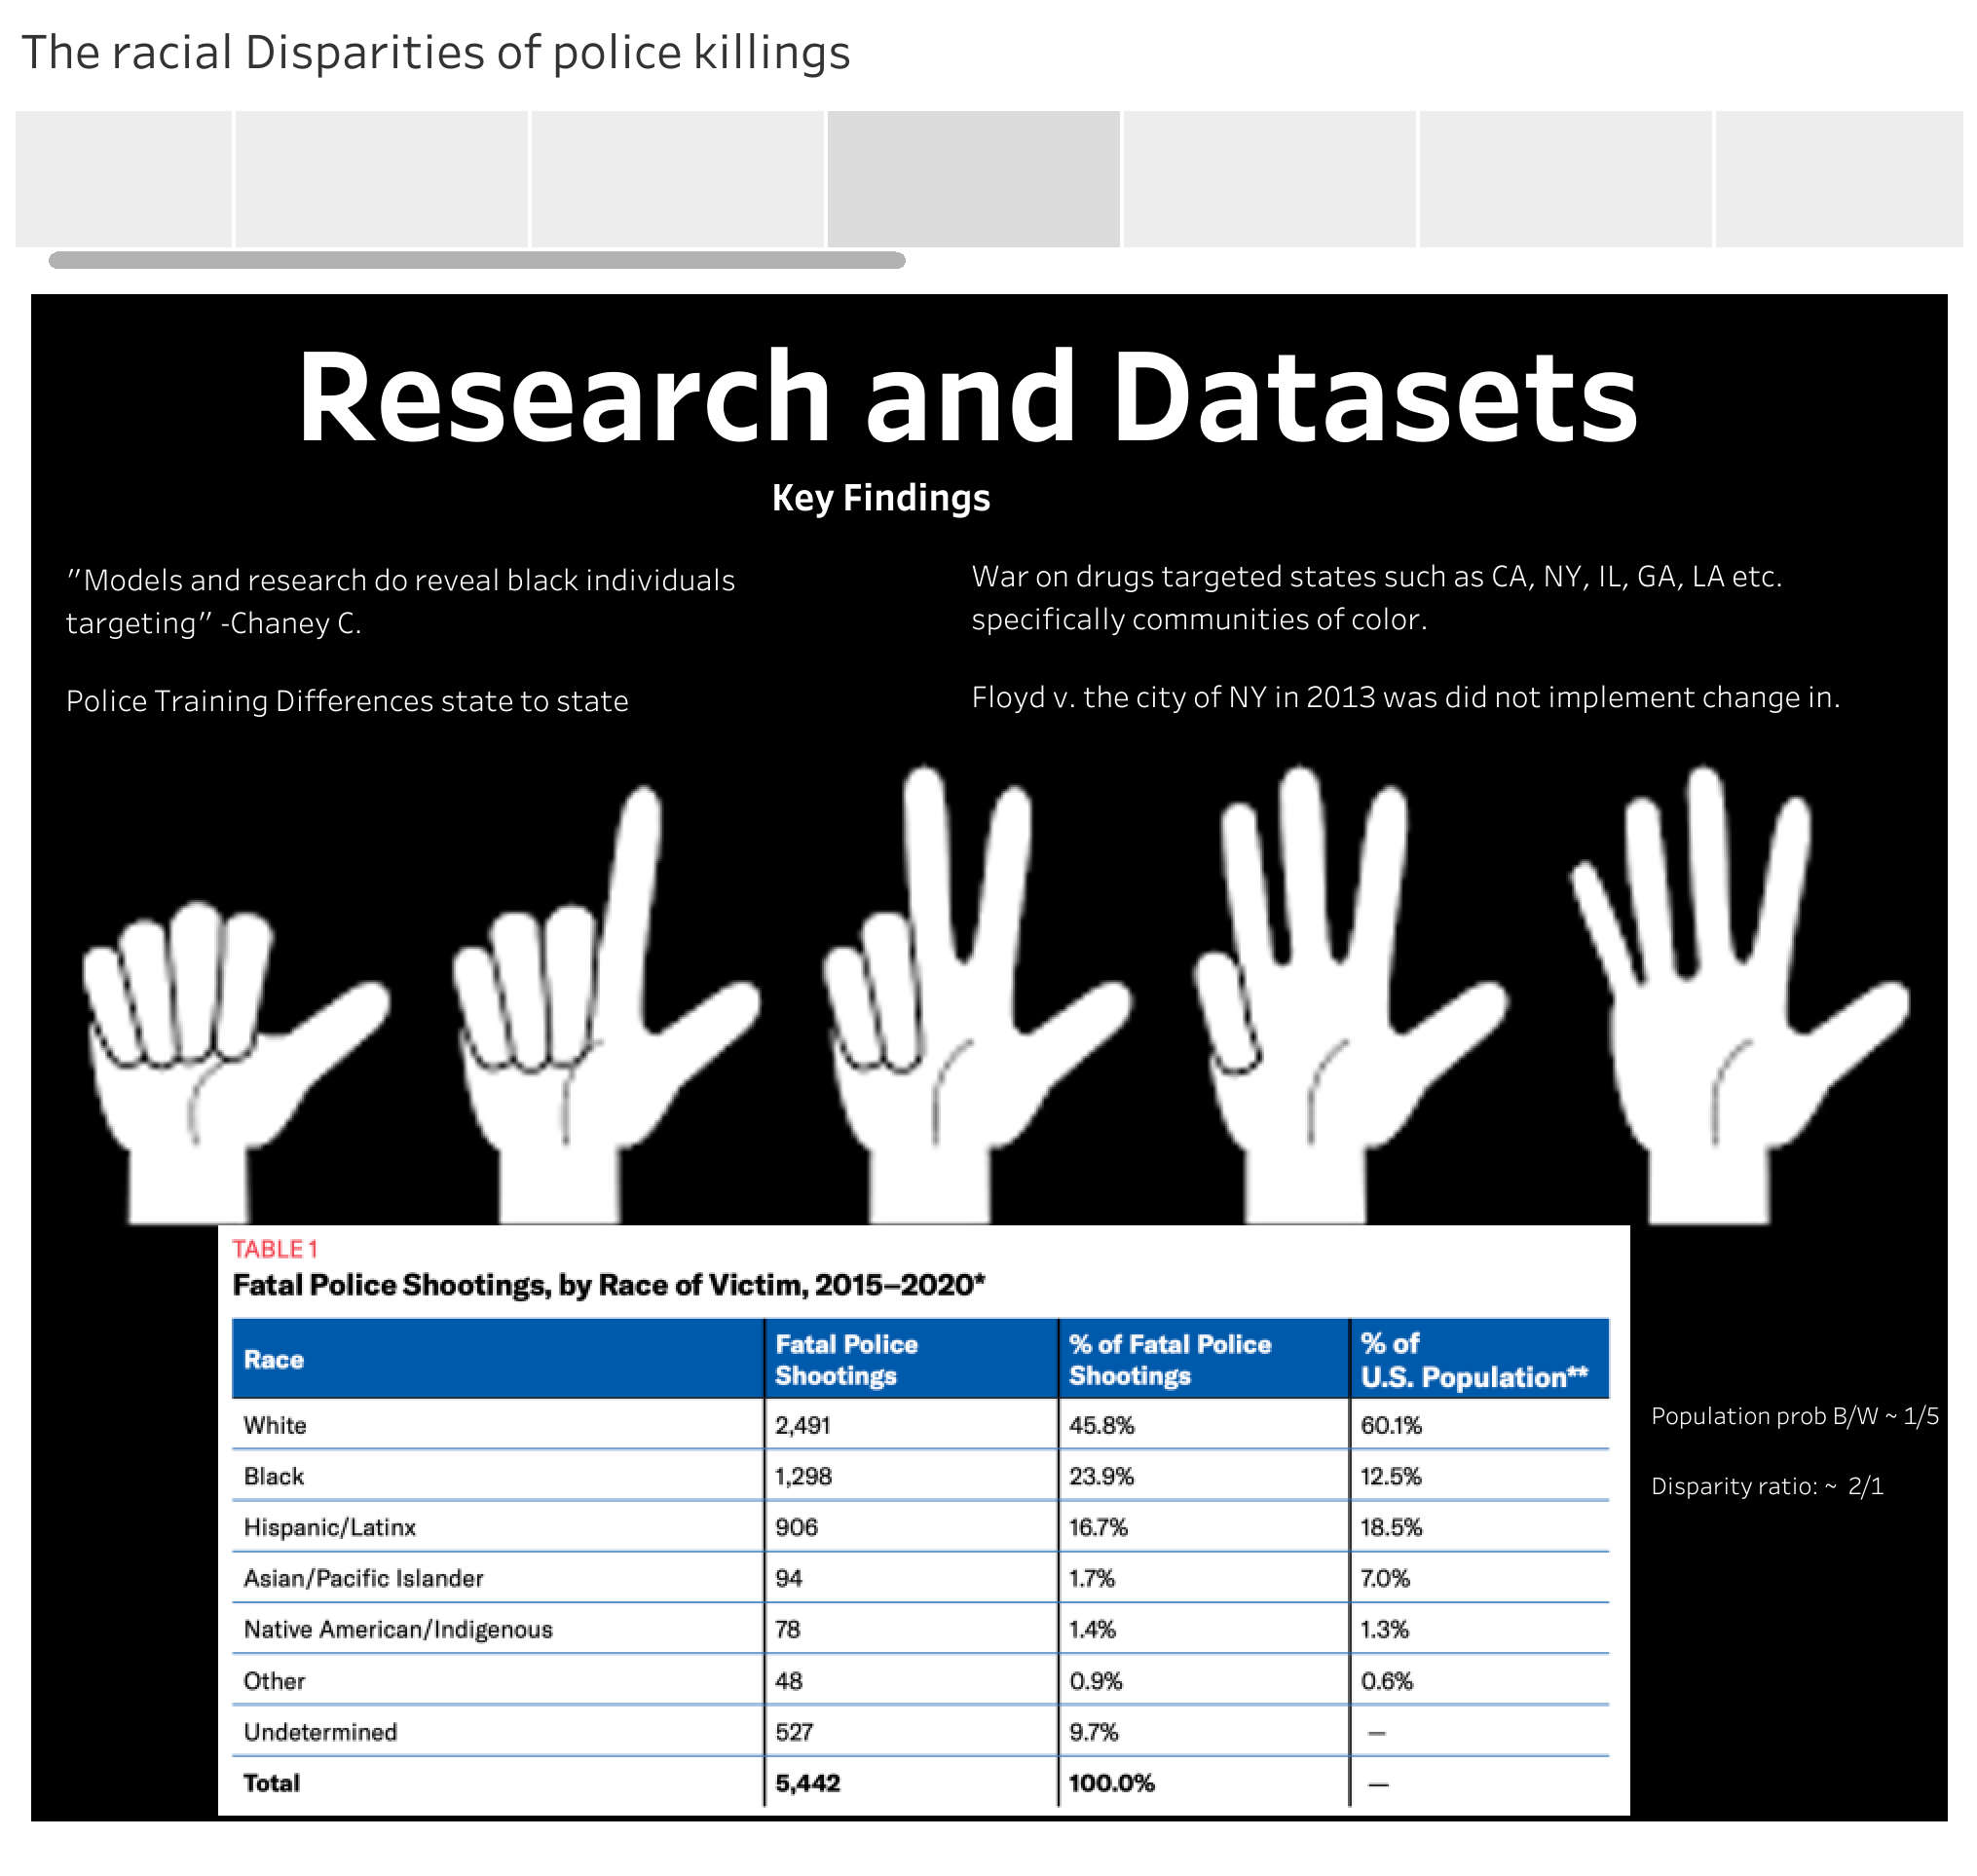 The racial Disparities of police killings
Research and Datasets
Key Findings
"Models and research do reveal black individuals
targeting" -Chaney C.
Police Training Differences state to state
War on drugs targeted states such as CA, NY, IL, GA, LA etc.
specifically communities of color.
Floyd v. the city of NY in 2013 was did not implement change in.
TABLE 1
Fatal Police Shootings, by Race of Victim, 2015–2020*
Race Fatal Police Shootings % of Fatal Police Shootings % of U.S. Population**
White 2,491 45.8% 60.1%
Black 1,298 23.9% 12.5%
Hispanic/Latinx 906 16.7% 18.5%
Asian/Pacific Islander 94 1.7% 7.0%
Native American/Indigenous 78 1.4% 1.3%
Other 48 0.9% 0.6%
Undetermined 527 9.7% —
Total 5,442 100.0% —
Population prob B/W ~ 1/5
Disparity ratio: ~ 2/1